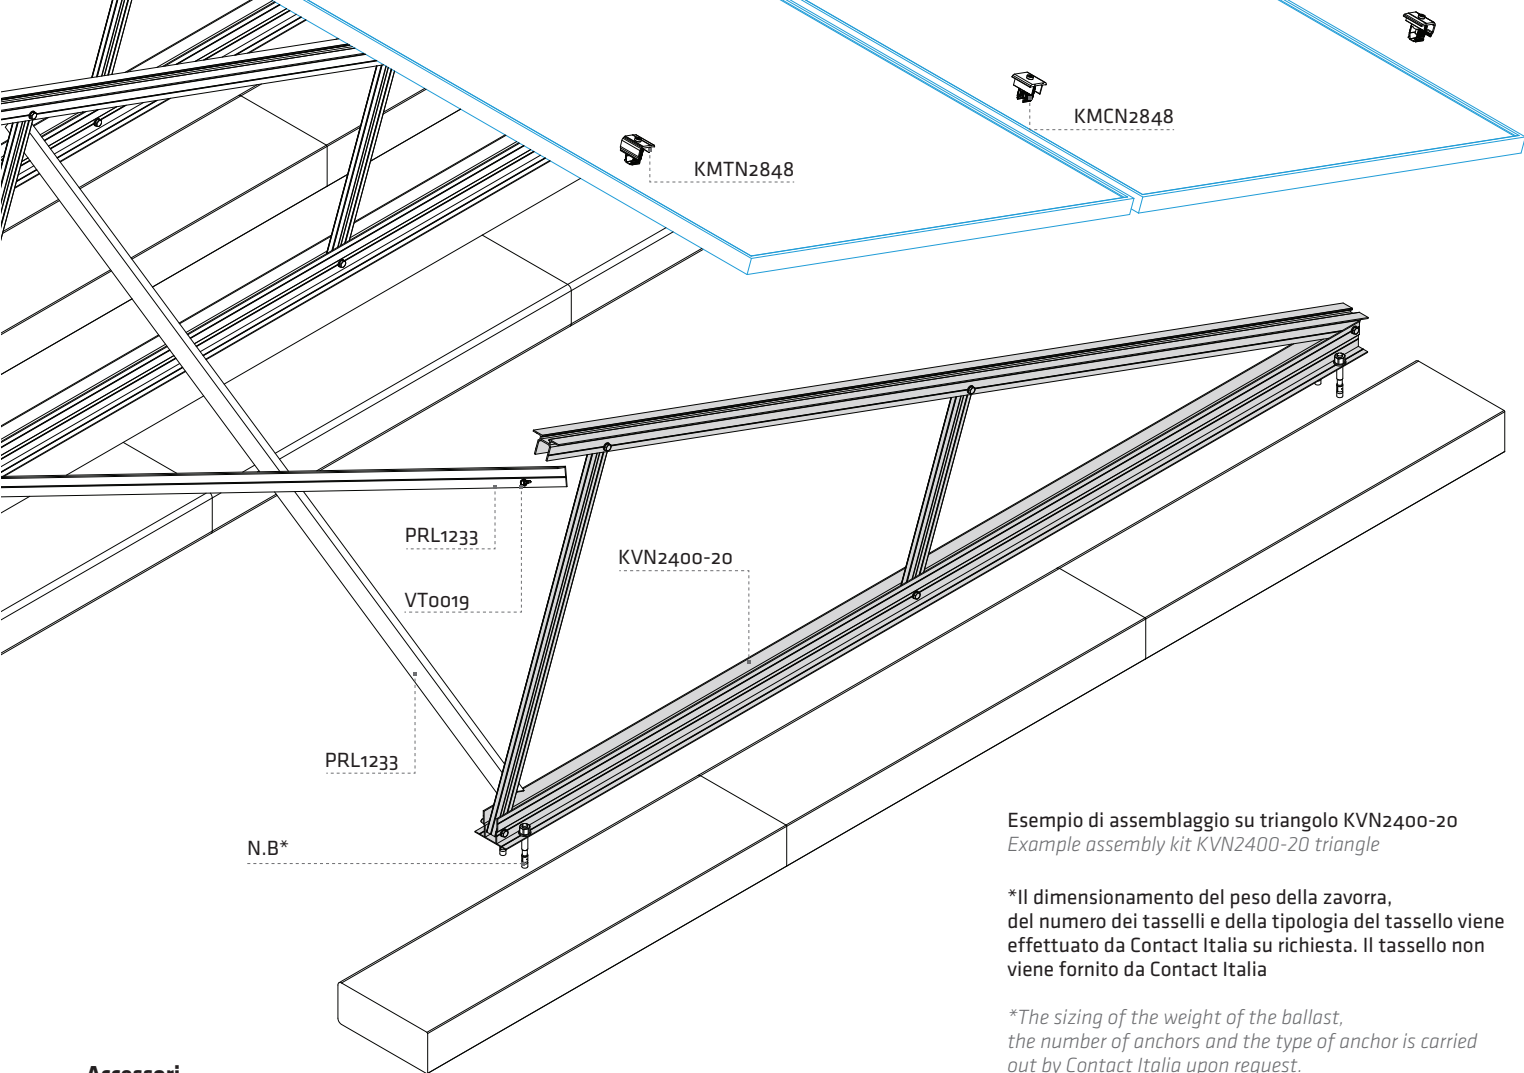 KMCN2848
KMTN2848
PRL1233
KVN2400-20
VT0019
PRL1233
N.B*
Esempio di assemblaggio su triangolo KVN2400-20
Example assembly kit KVN2400-20 triangle
*Il dimensionamento del peso della zavorra,
del numero dei tasselli e della tipologia del tassello viene
effettuato da Contact Italia su richiesta. Il tassello non
viene fornito da Contact Italia
*The sizing of the weight of the ballast,
the number of anchors and the type of anchor is carried
out by Contact Italia upon request.
Accessori